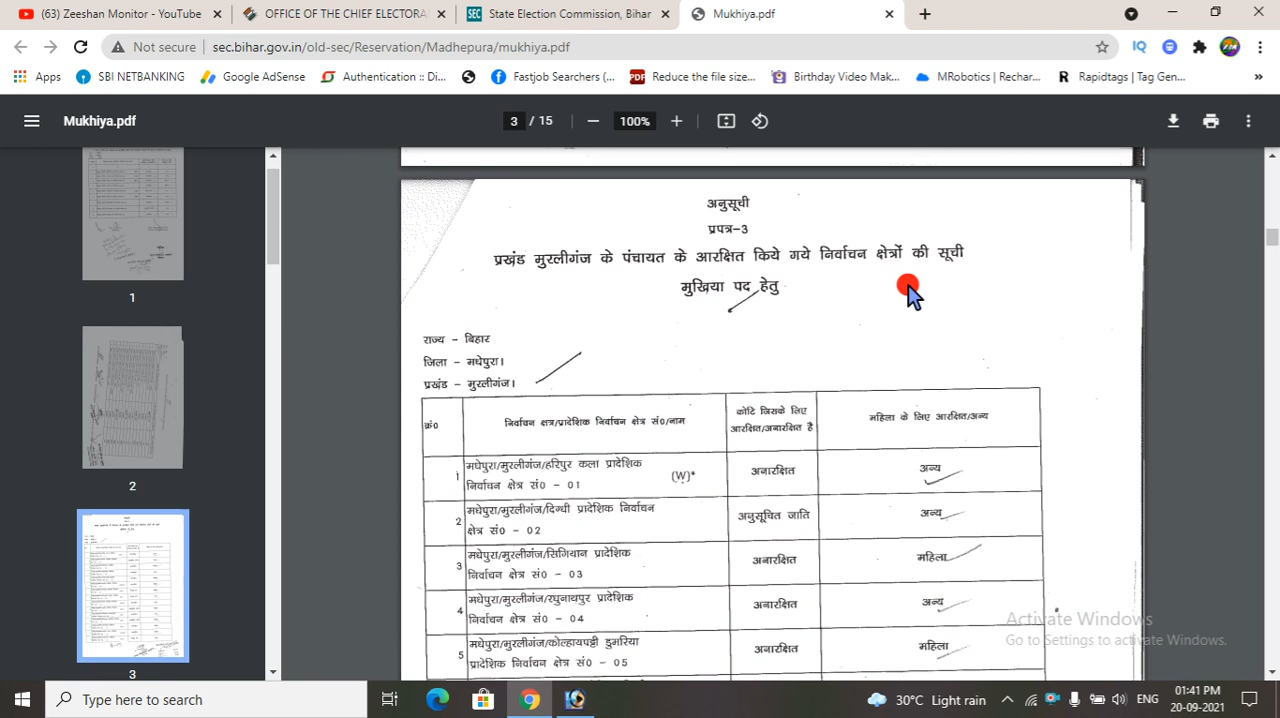 (63) Zeeshan Monitor - YouTube
OFFICE OF THE CHIEF ELECTORA
State Election Commission, Bihar
Mukhiya.pdf
Not secure
sec.bihar.gov.in/old-sec/Reservation/Medhepura/mukhiya.pdf
Apps
SBI NETBANKING
Google AdSense
Authentication :: Di...
Fastjob Searchers (...
PDF
Reduce the file size...
Birthday Video Mak...
MRobotics | Rechar...
Rapidtags | Tag Gen...
Mukhiya.pdf
3 / 15
100%
1
2
3
अनुसूची
प्रपत्र-3
प्रखंड मुरलीगंज के पंचायत के आरक्षित किये गये निर्वाचन क्षेत्रों की सूची
मुखिया पद हेतु
राज्य - बिहार
जिला - मधेपुरा।
प्रखंड - मुरलीगंज।
क्र0
निर्वाचन क्षत्र/प्रादेशिक निर्वाचन क्षेत्र सं0/नाम
कोटि जिसके लिए
आरक्षित/अनारक्षित है
महिला के लिए आरक्षित/अन्य
1
मधेपुरा/मुरलीगंज/हरिपुर कला प्रादेशिक
निर्वाचन क्षेत्र सं0 - 01
(W)*
अनारक्षित
अन्य
2
मधेपुरा/मुरलीगंज/दिग्घी प्रादेशिक निर्वाचन
क्षेत्र सं0 - 02
अनुसूचित जाति
अन्य
3
मधेपुरा/मुरलीगंज/सिगियान प्रादेशिक
निर्वाचन क्षेत्र सं0 - 03
अनारक्षित
महिला
4
मधेपुरा/मुरलीगंज/रघुनाथपुर प्रादेशिक
निर्वाचन क्षेत्र सं0 - 04
अनारक्षित
अन्य
5
मधेपुरा/मुरलीगंज/कोल्हायपट्टी डुमरिया
प्रादेशिक निर्वाचन क्षेत्र सं0 - 05
अनारक्षित
महिला
Activate Windows
Go to Settings to activate Windows.
Type here to search
30°C Light rain
ENG
01:41 PM
20-09-2021